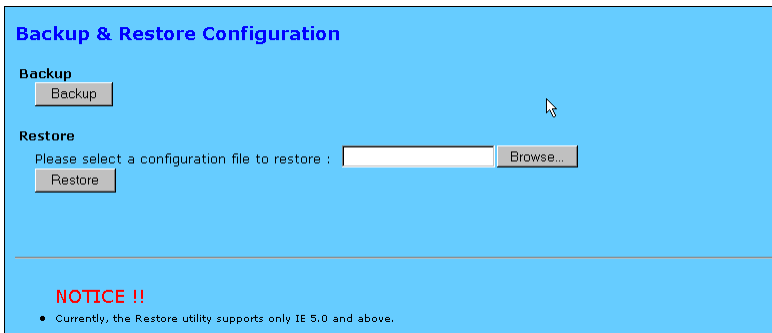 Backup & Restore Configuration
Backup
Backup
Restore
Please select a configuration file to restore : Browse...
Restore
NOTICE !!
• Currently, the Restore utility supports only IE 5.0 and above.